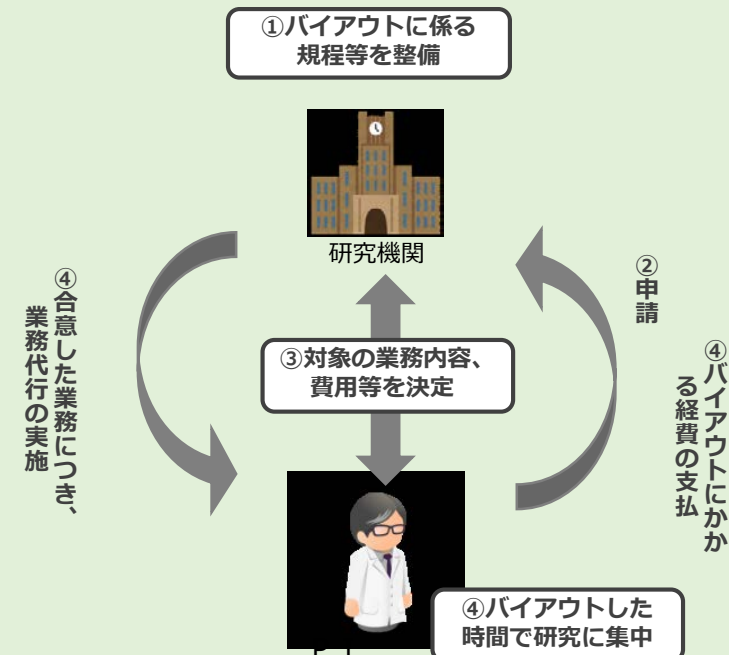 ①バイアウトに係る
規程等を整備
研究機関
②申請
③対象の業務内容、
費用等を決定
④合意した業務につき、
業務代行の実施
④バイアウトにかか
る経費の支払
④バイアウトした
時間で研究に集中
ＰＩ